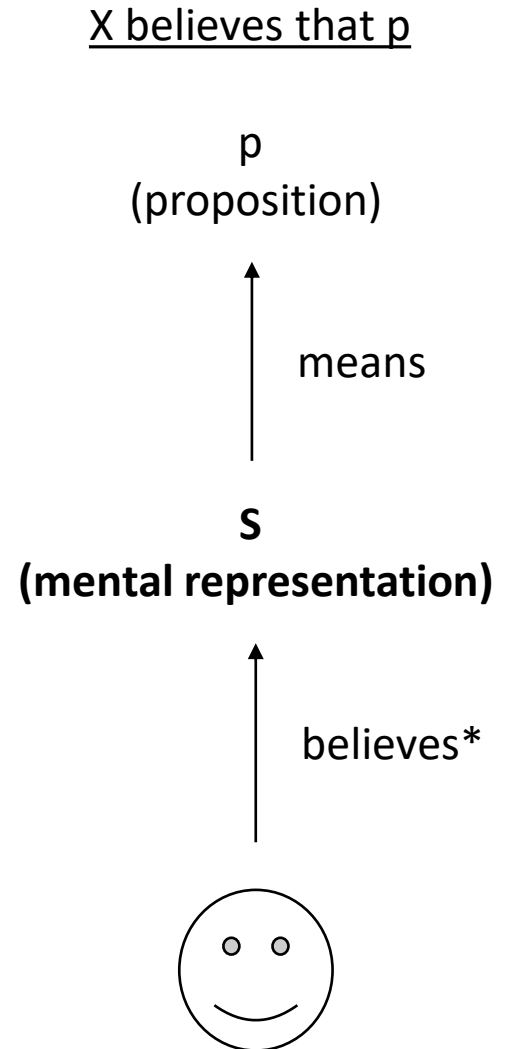 X believes that p
p
(proposition)
means
S
(mental representation)
believes*